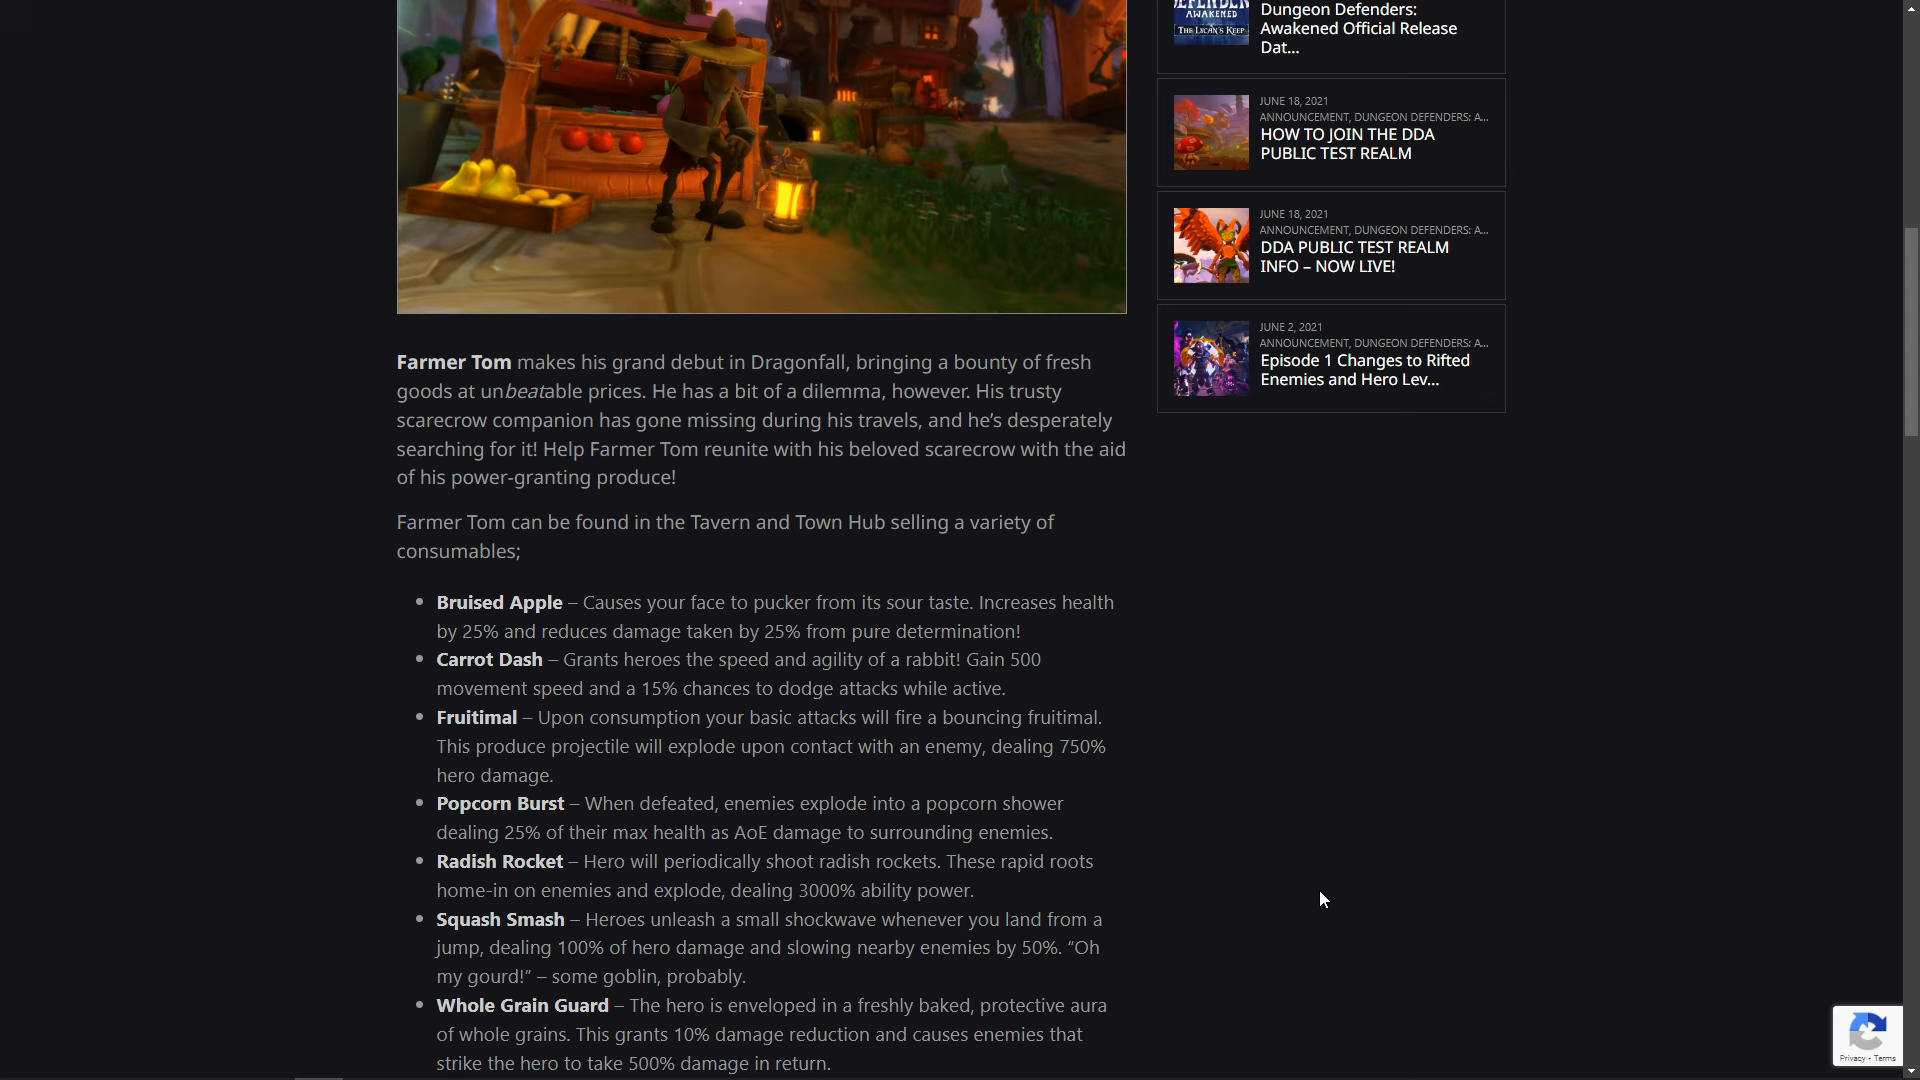 Farmer Tom makes his grand debut in Dragonfall, bringing a bounty of fresh
goods at unbeatable prices. He has a bit of a dilemma, however. His trusty
scarecrow companion has gone missing during his travels, and he’s desperately
searching for it! Help Farmer Tom reunite with his beloved scarecrow with the aid
of his power-granting produce!
Farmer Tom can be found in the Tavern and Town Hub selling a variety of
consumables;
• Bruised Apple – Causes your face to pucker from its sour taste. Increases health
by 25% and reduces damage taken by 25% from pure determination!
• Carrot Dash – Grants heroes the speed and agility of a rabbit! Gain 500
movement speed and a 15% chances to dodge attacks while active.
• Fruitimal – Upon consumption your basic attacks will fire a bouncing fruitimal.
This produce projectile will explode upon contact with an enemy, dealing 750%
hero damage.
• Popcorn Burst – When defeated, enemies explode into a popcorn shower
dealing 25% of their max health as AoE damage to surrounding enemies.
• Radish Rocket – Hero will periodically shoot radish rockets. These rapid roots
home-in on enemies and explode, dealing 3000% ability power.
• Squash Smash – Heroes unleash a small shockwave whenever you land from a
jump, dealing 100% of hero damage and slowing nearby enemies by 50%. “Oh
my gourd!” – some goblin, probably.
• Whole Grain Guard – The hero is enveloped in a freshly baked, protective aura
of whole grains. This grants 10% damage reduction and causes enemies that
strike the hero to take 500% damage in return.
AWAKENED
THE LYCAN'S KEEP
Dungeon Defenders:
Awakened Official Release
Dat...
JUNE 18, 2021
ANNOUNCEMENT, DUNGEON DEFENDERS: A...
HOW TO JOIN THE DDA
PUBLIC TEST REALM
JUNE 18, 2021
ANNOUNCEMENT, DUNGEON DEFENDERS: A...
DDA PUBLIC TEST REALM
INFO – NOW LIVE!
JUNE 2, 2021
ANNOUNCEMENT, DUNGEON DEFENDERS: A...
Episode 1 Changes to Rifted
Enemies and Hero Lev...
Privacy - Terms